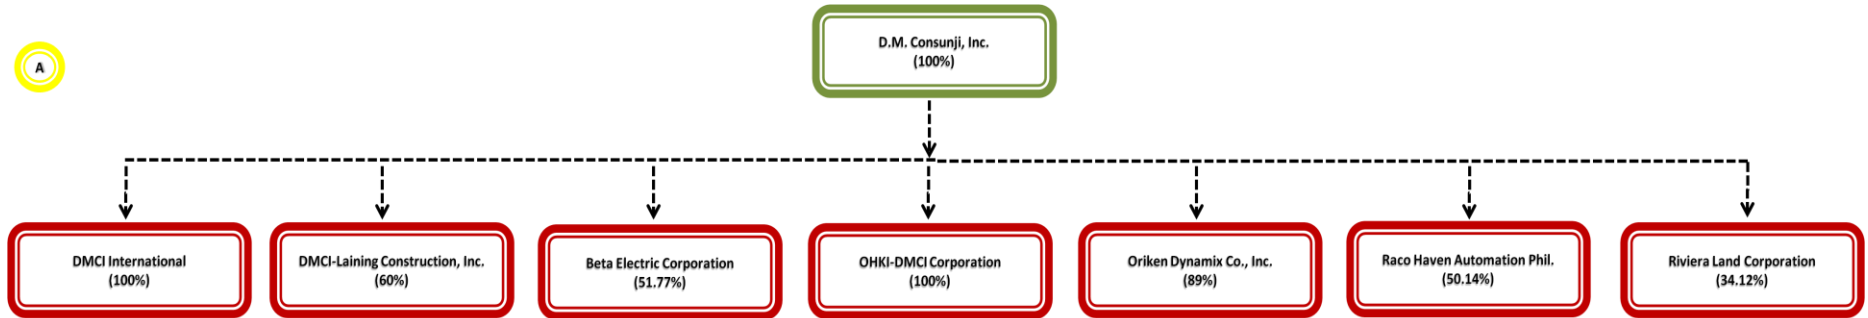 A
D.M. Consunji, Inc.
(100%)
DMCI International
(100%)
DMCI-Laining Construction, Inc.
(60%)
Beta Electric Corporation
(51.77%)
OHKI-DMCI Corporation
(100%)
Oriken Dynamix Co., Inc.
(89%)
Raco Haven Automation Phil.
(50.14%)
Riviera Land Corporation
(34.12%)